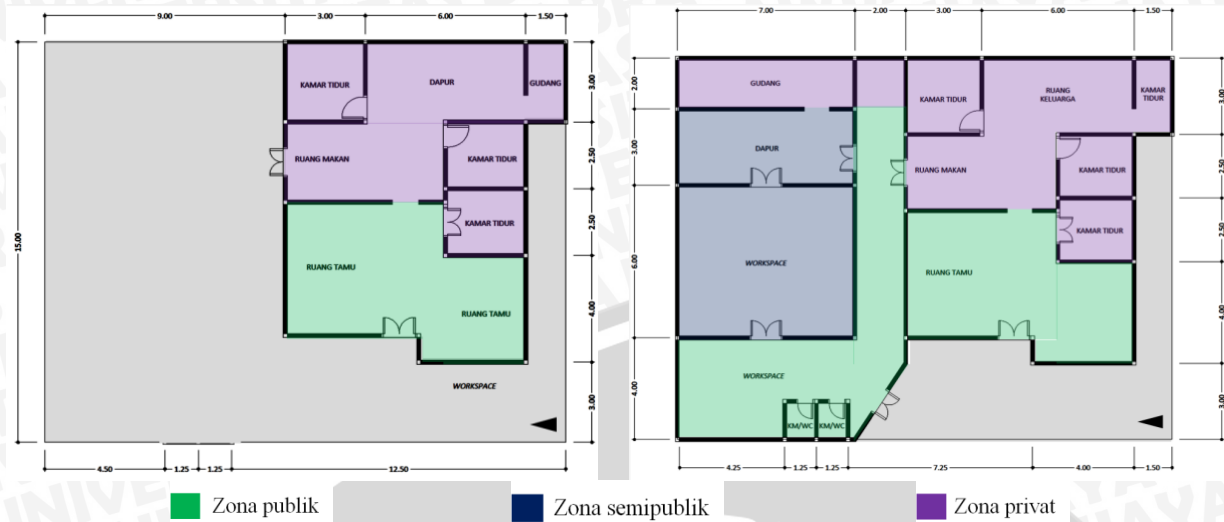 9.00
3.00
6.00
1.50
15.00
3.00
2.50
2.50
4.00
3.00
KAMAR TIDUR
DAPUR
GUDANG
RUANG MAKAN
KAMAR TIDUR
KAMAR TIDUR
RUANG TAMU
RUANG TAMU
WORKSPACE
4.50
1.25
1.25
12.50
7.00
2.00
3.00
6.00
1.50
2.00
3.00
6.00
4.00
3.00
2.50
2.50
4.00
3.00
GUDANG
KAMAR TIDUR
RUANG
KELUARGA
KAMAR
TIDUR
DAPUR
RUANG MAKAN
KAMAR TIDUR
KAMAR TIDUR
WORKSPACE
RUANG TAMU
WORKSPACE
KM/WC
KM/WC
4.25
1.25
1.25
7.25
4.00
1.50
Zona publik
Zona semipublik
Zona privat